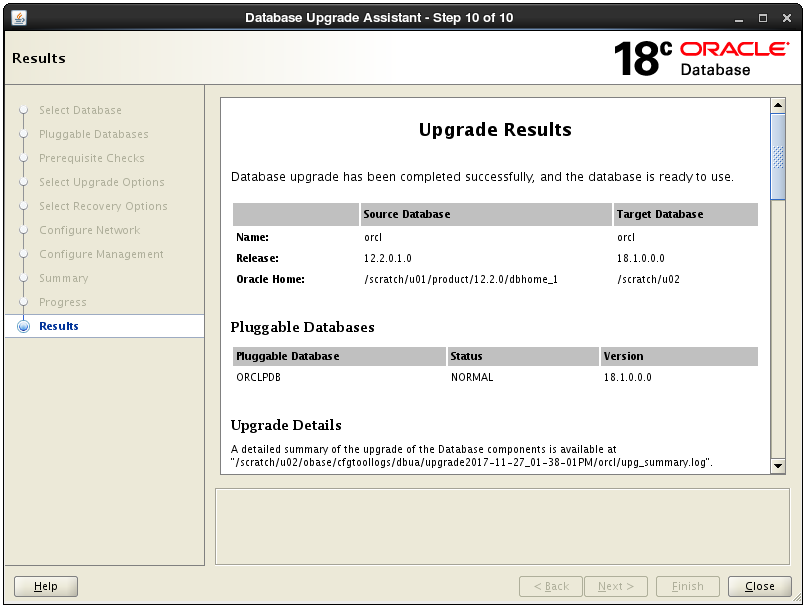 Database Upgrade Assistant - Step 10 of 10
Results
18c ORACLE
Database
Select Database
Pluggable Databases
Prerequisite Checks
Select Upgrade Options
Select Recovery Options
Configure Network
Configure Management
Summary
Progress
Results
Upgrade Results
Database upgrade has been completed successfully, and the database is ready to use.
Source Database Target Database
Name: orcl orcl
Release: 12.2.0.1.0 18.1.0.0.0
Oracle Home: /scratch/u01/product/12.2.0/dbhome_1 /scratch/u02
Pluggable Databases
Pluggable Database Status Version
ORCLPDB NORMAL 18.1.0.0.0
Upgrade Details
A detailed summary of the upgrade of the Database components is available at
"/scratch/u02/obase/cfgtoollogs/dbua/upgrade2017-11-27_01-38-01PM/orcl/upg_summary.log".
Help < Back Next > Finish Close